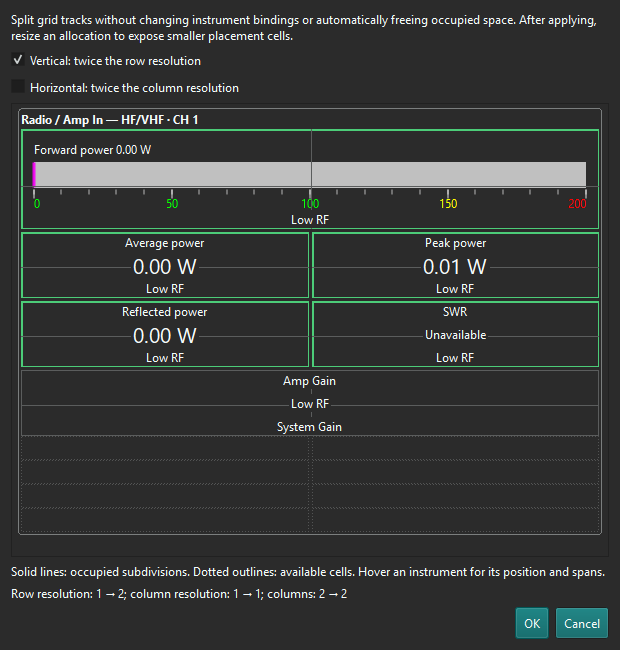 Split grid tracks without changing instrument bindings or automatically freeing occupied space. After applying,
resize an allocation to expose smaller placement cells.
Vertical: twice the row resolution
Horizontal: twice the column resolution
Radio / Amp In — HF/VHF · CH 1
Forward power 0.00 W
0 50 100 150 200
Low RF
Average power
0.00 W
Low RF
Peak power
0.01 W
Low RF
Reflected power
0.00 W
Low RF
SWR
Unavailable
Low RF
Amp Gain
Low RF
System Gain
Solid lines: occupied subdivisions. Dotted outlines: available cells. Hover an instrument for its position and spans.
Row resolution: 1 → 2; column resolution: 1 → 1; columns: 2 → 2
OK
Cancel